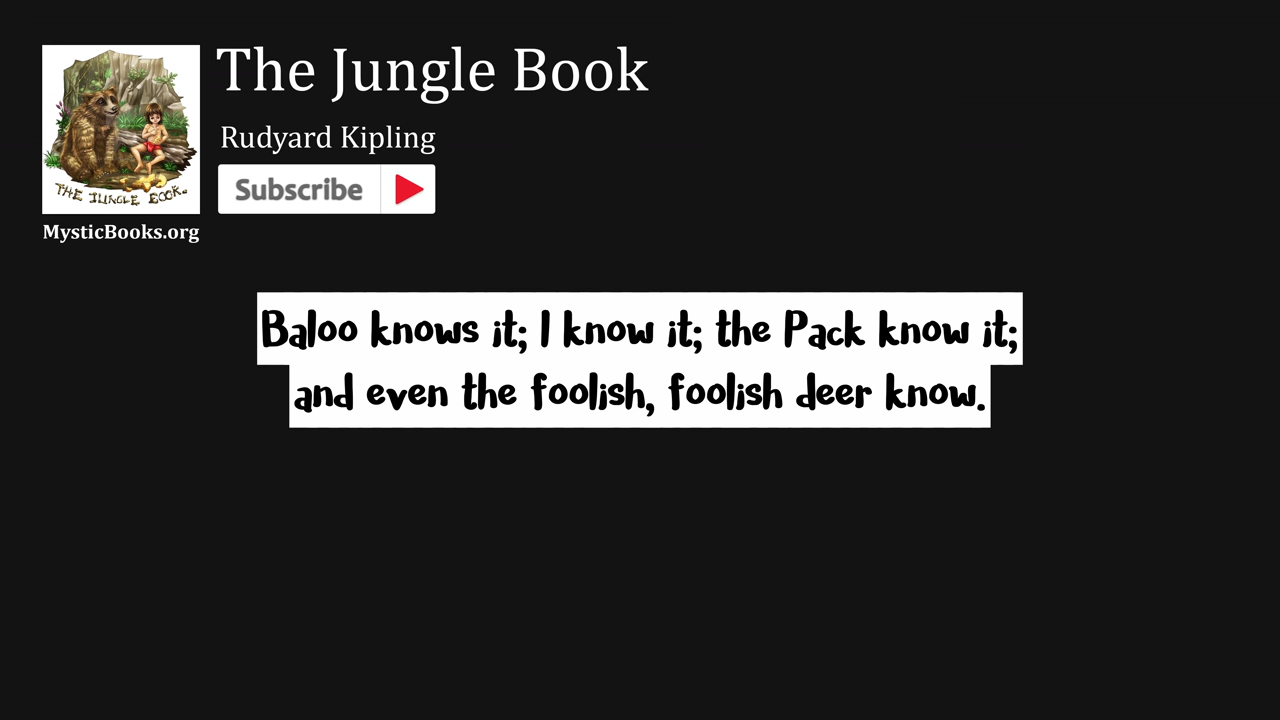 The Jungle Book
Rudyard Kipling
Subscribe
THE JUNGLE BOOK.
MysticBooks.org
Baloo knows it; I know it; the Pack know it;
and even the foolish, foolish deer know.